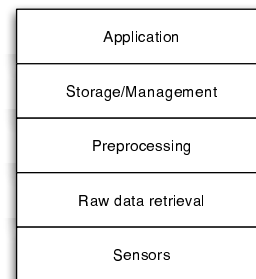 Application
Storage/Management
Preprocessing
Raw data retrieval
Sensors